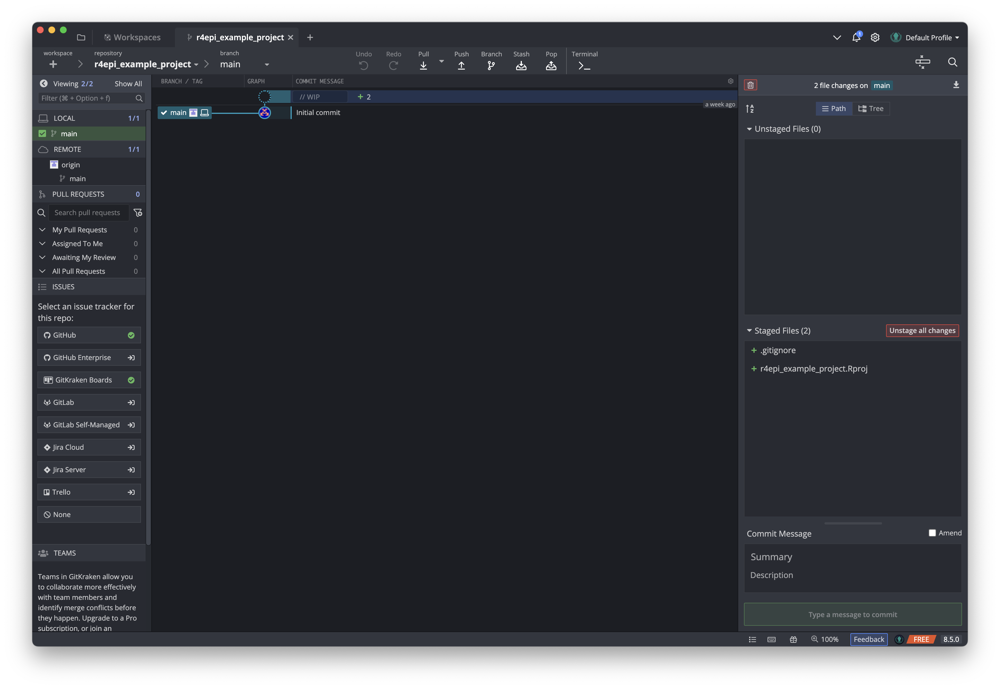 Workspaces
r4epi_example_project
1
Default Profile
workspace
repository
r4epi_example_project
branch
main
Undo
Redo
Pull
Push
Branch
Stash
Pop
Terminal
Viewing 2/2
Show All
Filter (⌘ + Option + f)
LOCAL 1/1
main
REMOTE 1/1
origin
main
PULL REQUESTS 0
Search pull requests
My Pull Requests 0
Assigned To Me 0
Awaiting My Review 0
All Pull Requests 0
ISSUES
Select an issue tracker for
this repo:
GitHub
GitHub Enterprise
GitKraken Boards
GitLab
GitLab Self-Managed
Jira Cloud
Jira Server
Trello
None
TEAMS
Teams in GitKraken allow you
to collaborate more effectively
with team members and
identify merge conflicts before
they happen. Upgrade to a Pro
subscription, or join an
BRANCH / TAG
GRAPH
COMMIT MESSAGE
// WIP
+ 2
a week ago
main
Initial commit
2 file changes on main
AZ
Path
Tree
Unstaged Files (0)
Staged Files (2)
Unstage all changes
+ .gitignore
+ r4epi_example_project.Rproj
Commit Message
Amend
Summary
Description
Type a message to commit
100%
Feedback
FREE
8.5.0